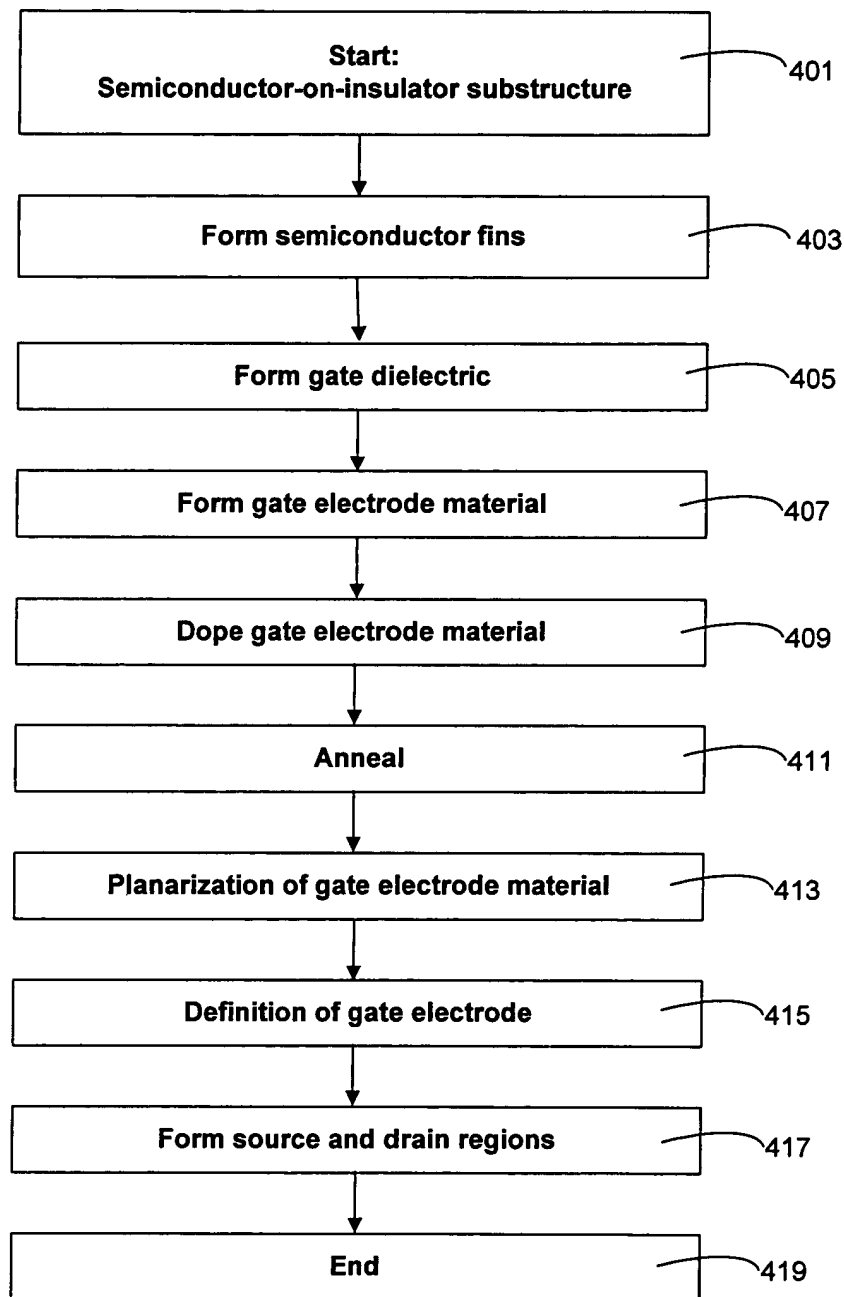 Start:
Semiconductor-on-insulator substructure
401
Form semiconductor fins
403
Form gate dielectric
405
Form gate electrode material
407
Dope gate electrode material
409
Anneal
411
Planarization of gate electrode material
413
Definition of gate electrode
415
Form source and drain regions
417
End
419